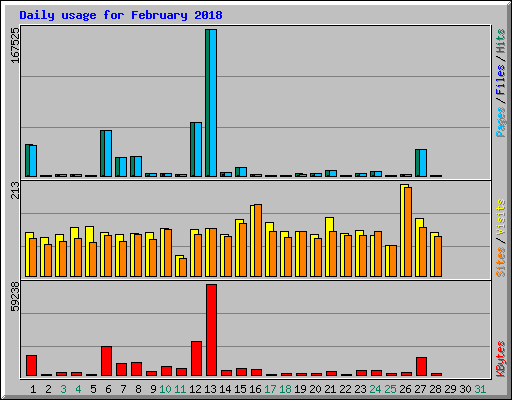 Daily usage for February 2018
167525
Pages / Files / Hits
213
Sites / Visits
59238
KBytes
1 2 3 4 5 6 7 8 9 10 11 12 13 14 15 16 17 18 19 20 21 22 23 24 25 26 27 28 29 30 31